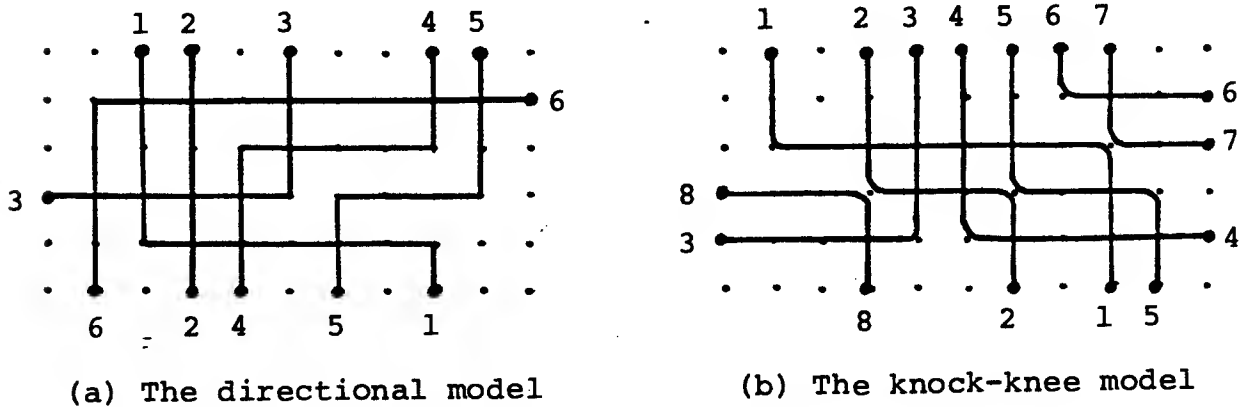 1 2 3 4 5
6
3
6 2 4 5 1
(a) The directional model
1 2 3 4 5 6 7
6
7
8
3 4
8 2 1 5
(b) The knock-knee model